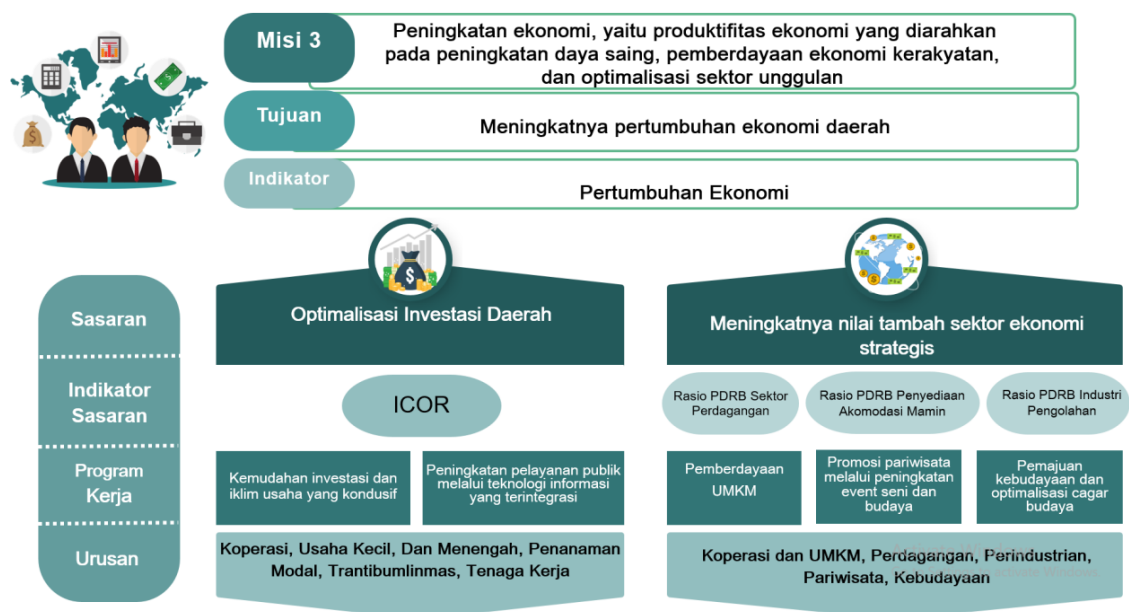 Misi 3
Peningkatan ekonomi, yaitu produktifitas ekonomi yang diarahkan
pada peningkatan daya saing, pemberdayaan ekonomi kerakyatan,
dan optimalisasi sektor unggulan
Tujuan
Meningkatnya pertumbuhan ekonomi daerah
Indikator
Pertumbuhan Ekonomi
Sasaran
Optimalisasi Investasi Daerah
Meningkatnya nilai tambah sektor ekonomi
strategis
Indikator
Sasaran
ICOR
Rasio PDRB Sektor
Perdagangan
Rasio PDRB Penyediaan
Akomodasi Mamin
Rasio PDRB Industri
Pengolahan
Program
Kerja
Kemudahan investasi dan
iklim usaha yang kondusif
Peningkatan pelayanan publik
melalui teknologi informasi
yang terintegrasi
Pemberdayaan
UMKM
Promosi pariwisata
melalui peningkatan
event seni dan
budaya
Pemajuan
kebudayaan dan
optimalisasi cagar
budaya
Urusan
Koperasi, Usaha Kecil, Dan Menengah, Penanaman
Modal, Trantibumlinmas, Tenaga Kerja
Koperasi dan UMKM, Perdagangan, Perindustrian,
Pariwisata, Kebudayaan